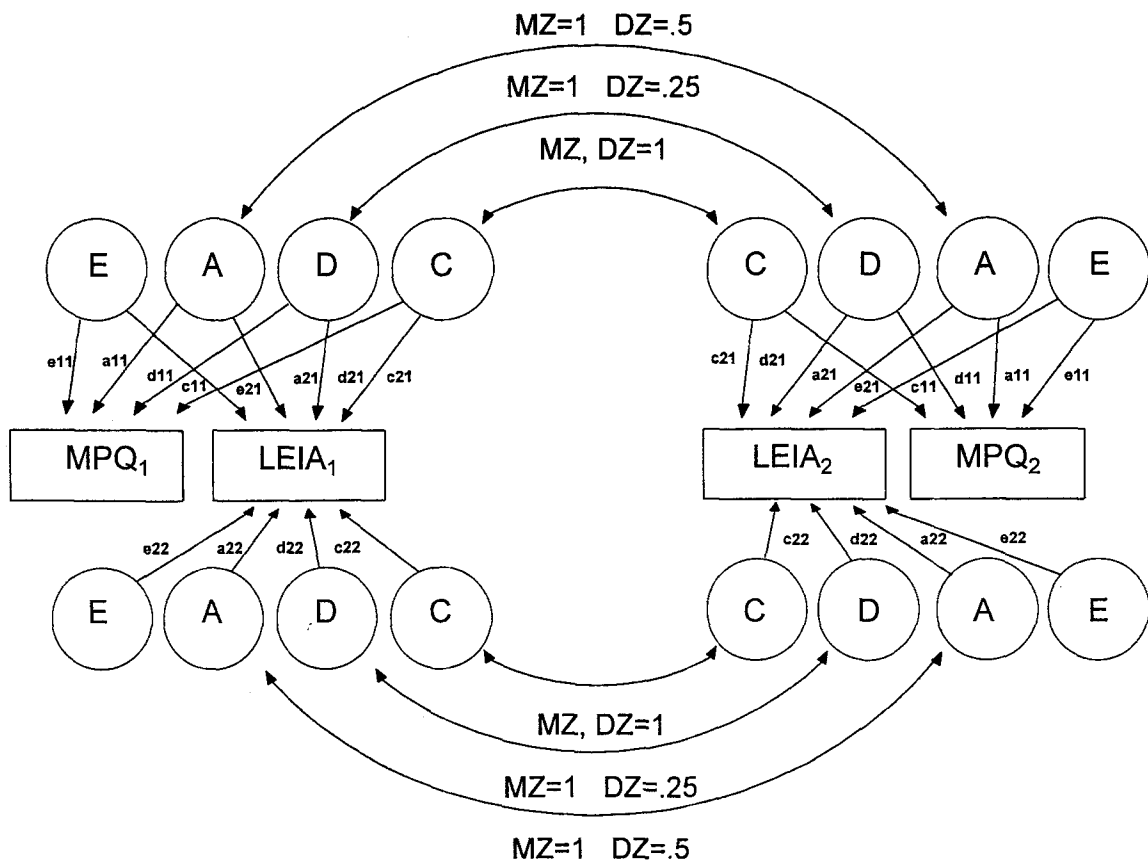 MZ=1 DZ=.5
MZ=1 DZ=.25
MZ, DZ=1
E A D C C D A E
e11 a11 d11 c11 e21 a21 d21 c21 c21 d21 a21 e21 c11 d11 a11 e11
MPQ1 LEIA1 LEIA2 MPQ2
e22 a22 d22 c22 c22 d22 a22 e22
E A D C C D A E
MZ, DZ=1
MZ=1 DZ=.25
MZ=1 DZ=.5